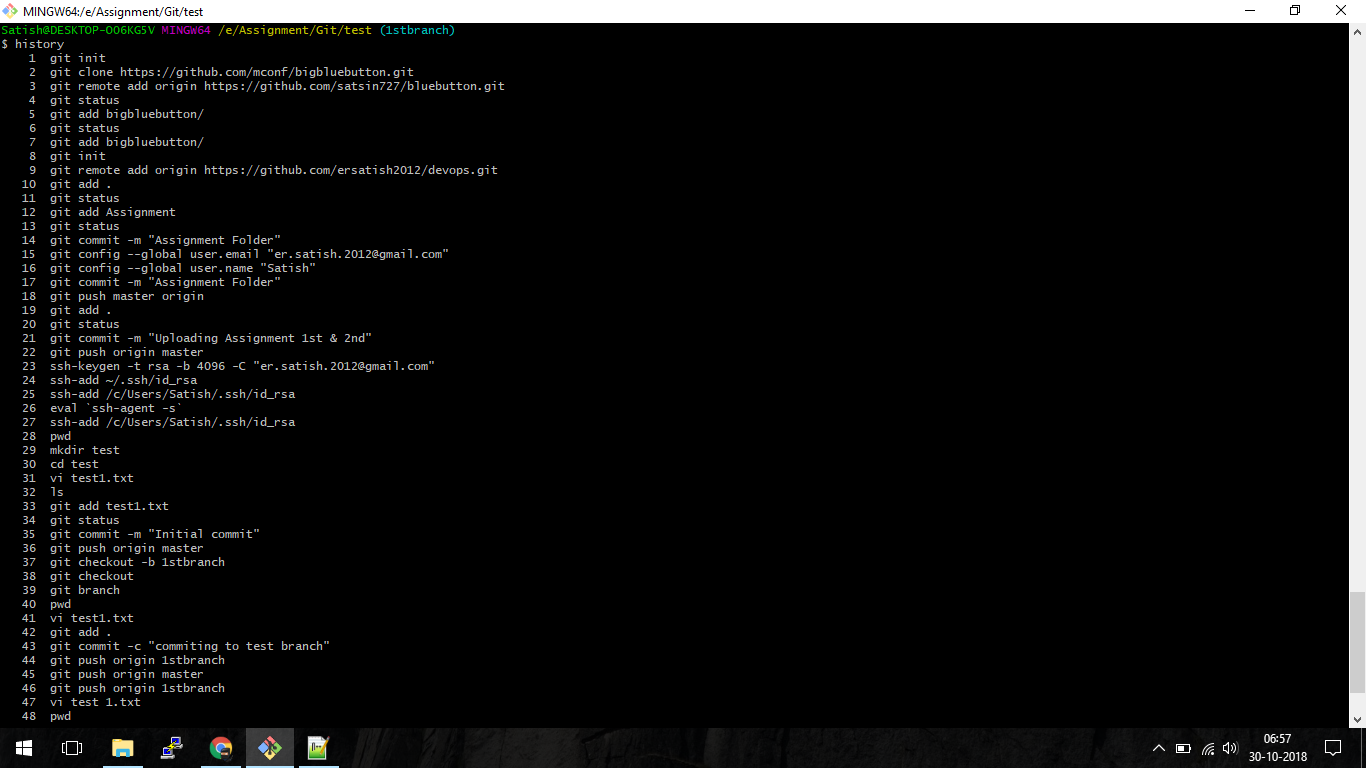 MINGW64:/e/Assignment/Git/test
Satish@DESKTOP-OO6KG5V MINGW64 /e/Assignment/Git/test (1stbranch)
$ history
1 git init
2 git clone https://github.com/mconf/bigbluebutton.git
3 git remote add origin https://github.com/satsin727/bluebutton.git
4 git status
5 git add bigbluebutton/
6 git status
7 git add bigbluebutton/
8 git init
9 git remote add origin https://github.com/ersatish2012/devops.git
10 git add .
11 git status
12 git add Assignment
13 git status
14 git commit -m "Assignment Folder"
15 git config --global user.email "er.satish.2012@gmail.com"
16 git config --global user.name "Satish"
17 git commit -m "Assignment Folder"
18 git push master origin
19 git add .
20 git status
21 git commit -m "Uploading Assignment 1st & 2nd"
22 git push origin master
23 ssh-keygen -t rsa -b 4096 -C "er.satish.2012@gmail.com"
24 ssh-add ~/.ssh/id_rsa
25 ssh-add /c/Users/Satish/.ssh/id_rsa
26 eval `ssh-agent -s`
27 ssh-add /c/Users/Satish/.ssh/id_rsa
28 pwd
29 mkdir test
30 cd test
31 vi test1.txt
32 ls
33 git add test1.txt
34 git status
35 git commit -m "Initial commit"
36 git push origin master
37 git checkout -b 1stbranch
38 git checkout
39 git branch
40 pwd
41 vi test1.txt
42 git add .
43 git commit -c "commiting to test branch"
44 git push origin 1stbranch
45 git push origin master
46 git push origin 1stbranch
47 vi test 1.txt
48 pwd
06:57
30-10-2018